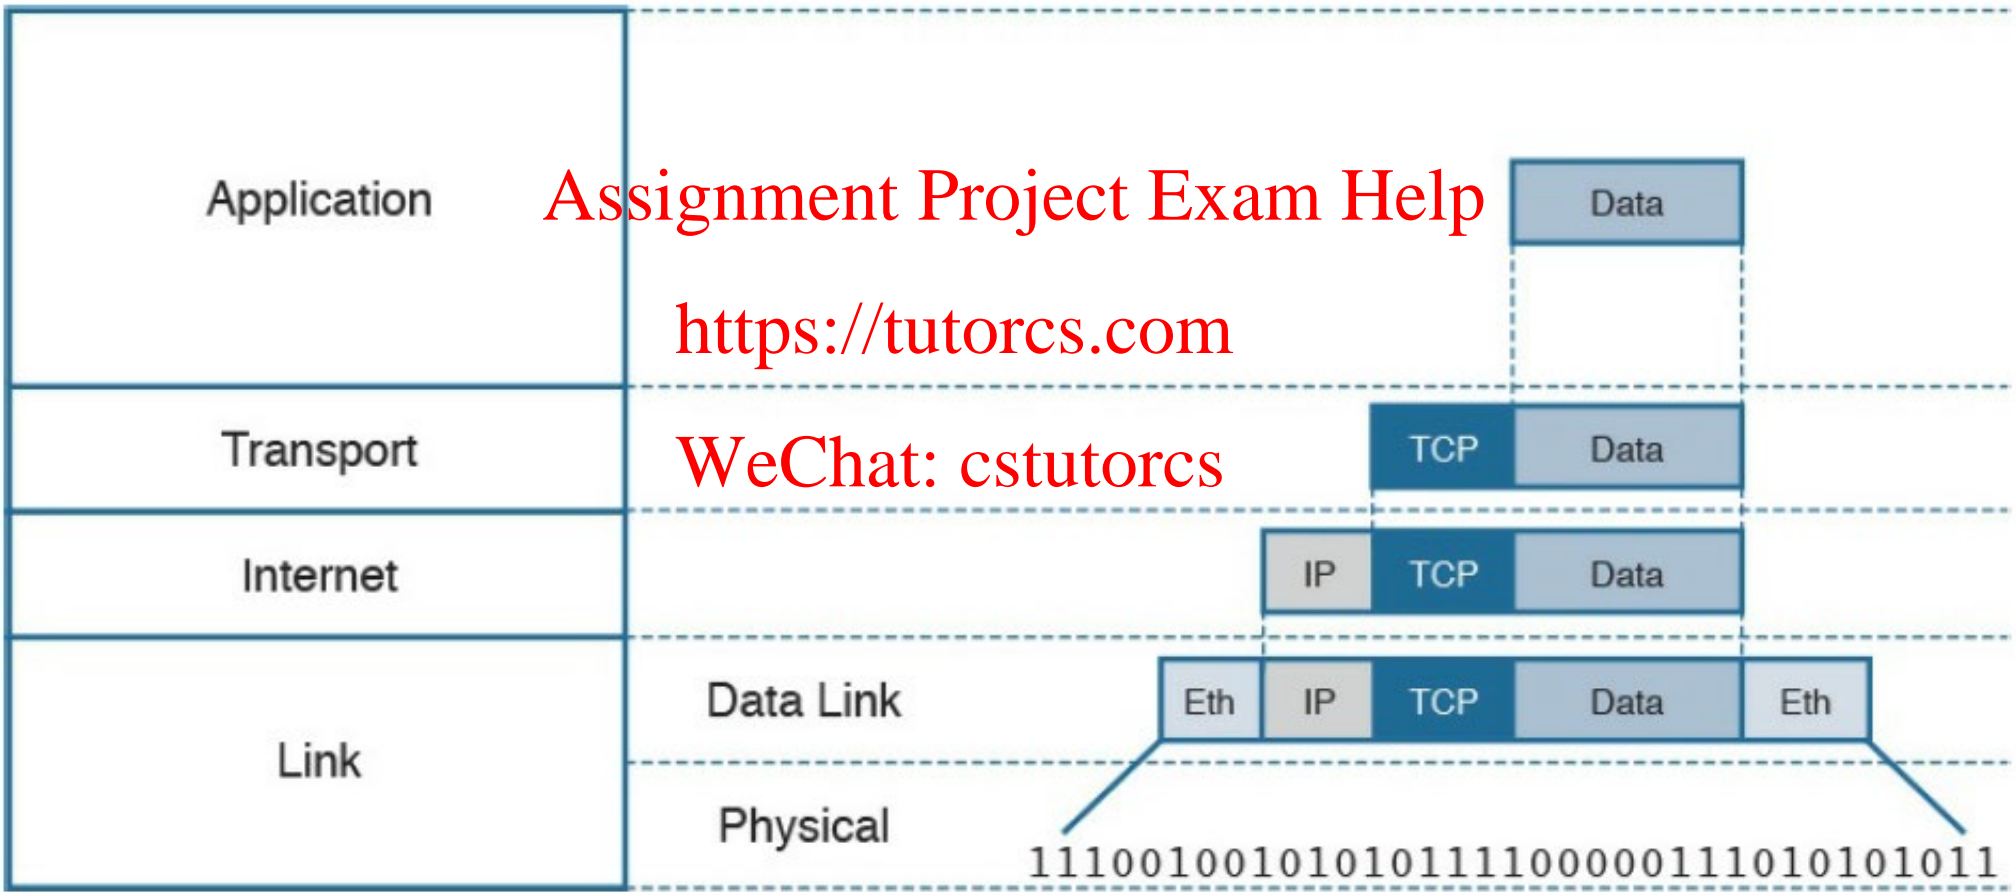 Application
Assignment Project Exam Help
Data
https://tutorcs.com
Transport
WeChat: cstutorcs
TCP Data
Internet
IP TCP Data
Link
Data Link
Eth IP TCP Data Eth
Physical
1110010010101011110000011101010101011